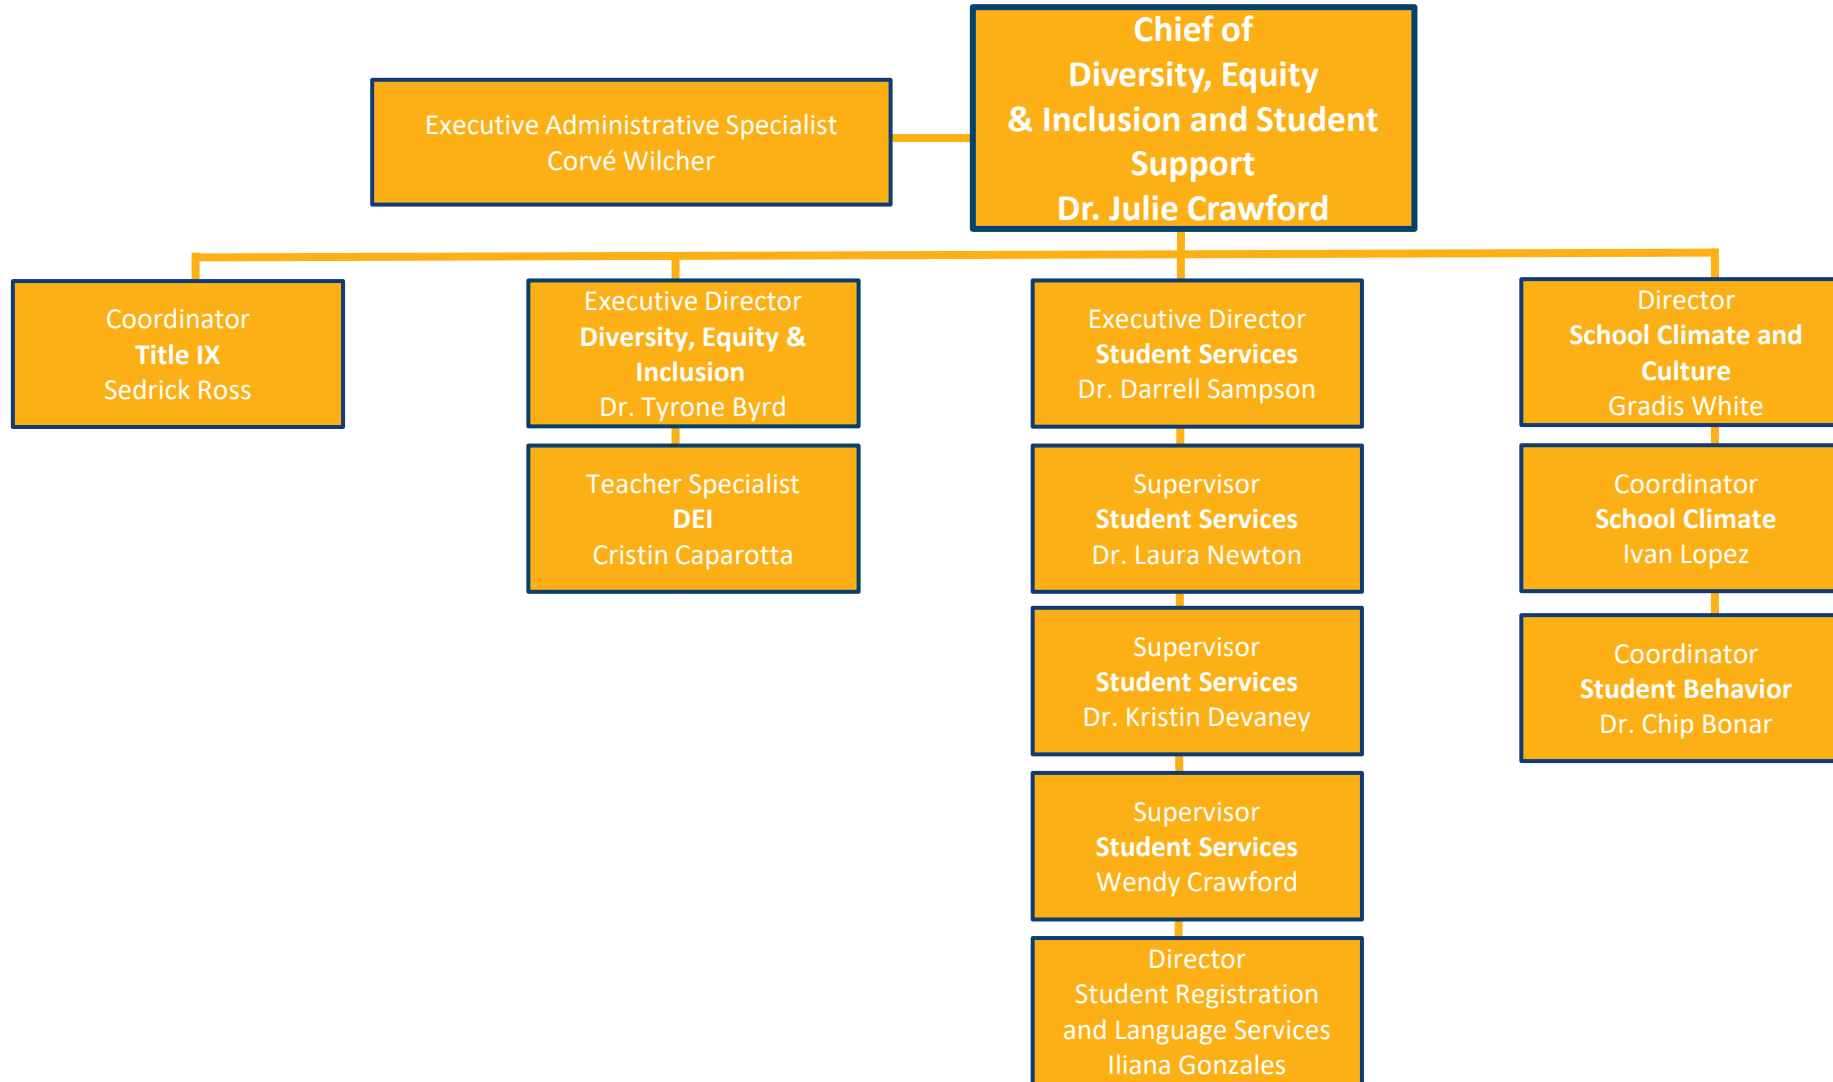 Chief of
Diversity, Equity
& Inclusion and Student
Support
Dr. Julie Crawford
Executive Administrative Specialist
Corvé Wilcher
Coordinator
Title IX
Sedrick Ross
Executive Director
Diversity, Equity &
Inclusion
Dr. Tyrone Byrd
Teacher Specialist
DEI
Cristin Caparotta
Executive Director
Student Services
Dr. Darrell Sampson
Supervisor
Student Services
Dr. Laura Newton
Supervisor
Student Services
Dr. Kristin Devaney
Supervisor
Student Services
Wendy Crawford
Director
Student Registration
and Language Services
Iliana Gonzales
Director
School Climate and
Culture
Gradis White
Coordinator
School Climate
Ivan Lopez
Coordinator
Student Behavior
Dr. Chip Bonar